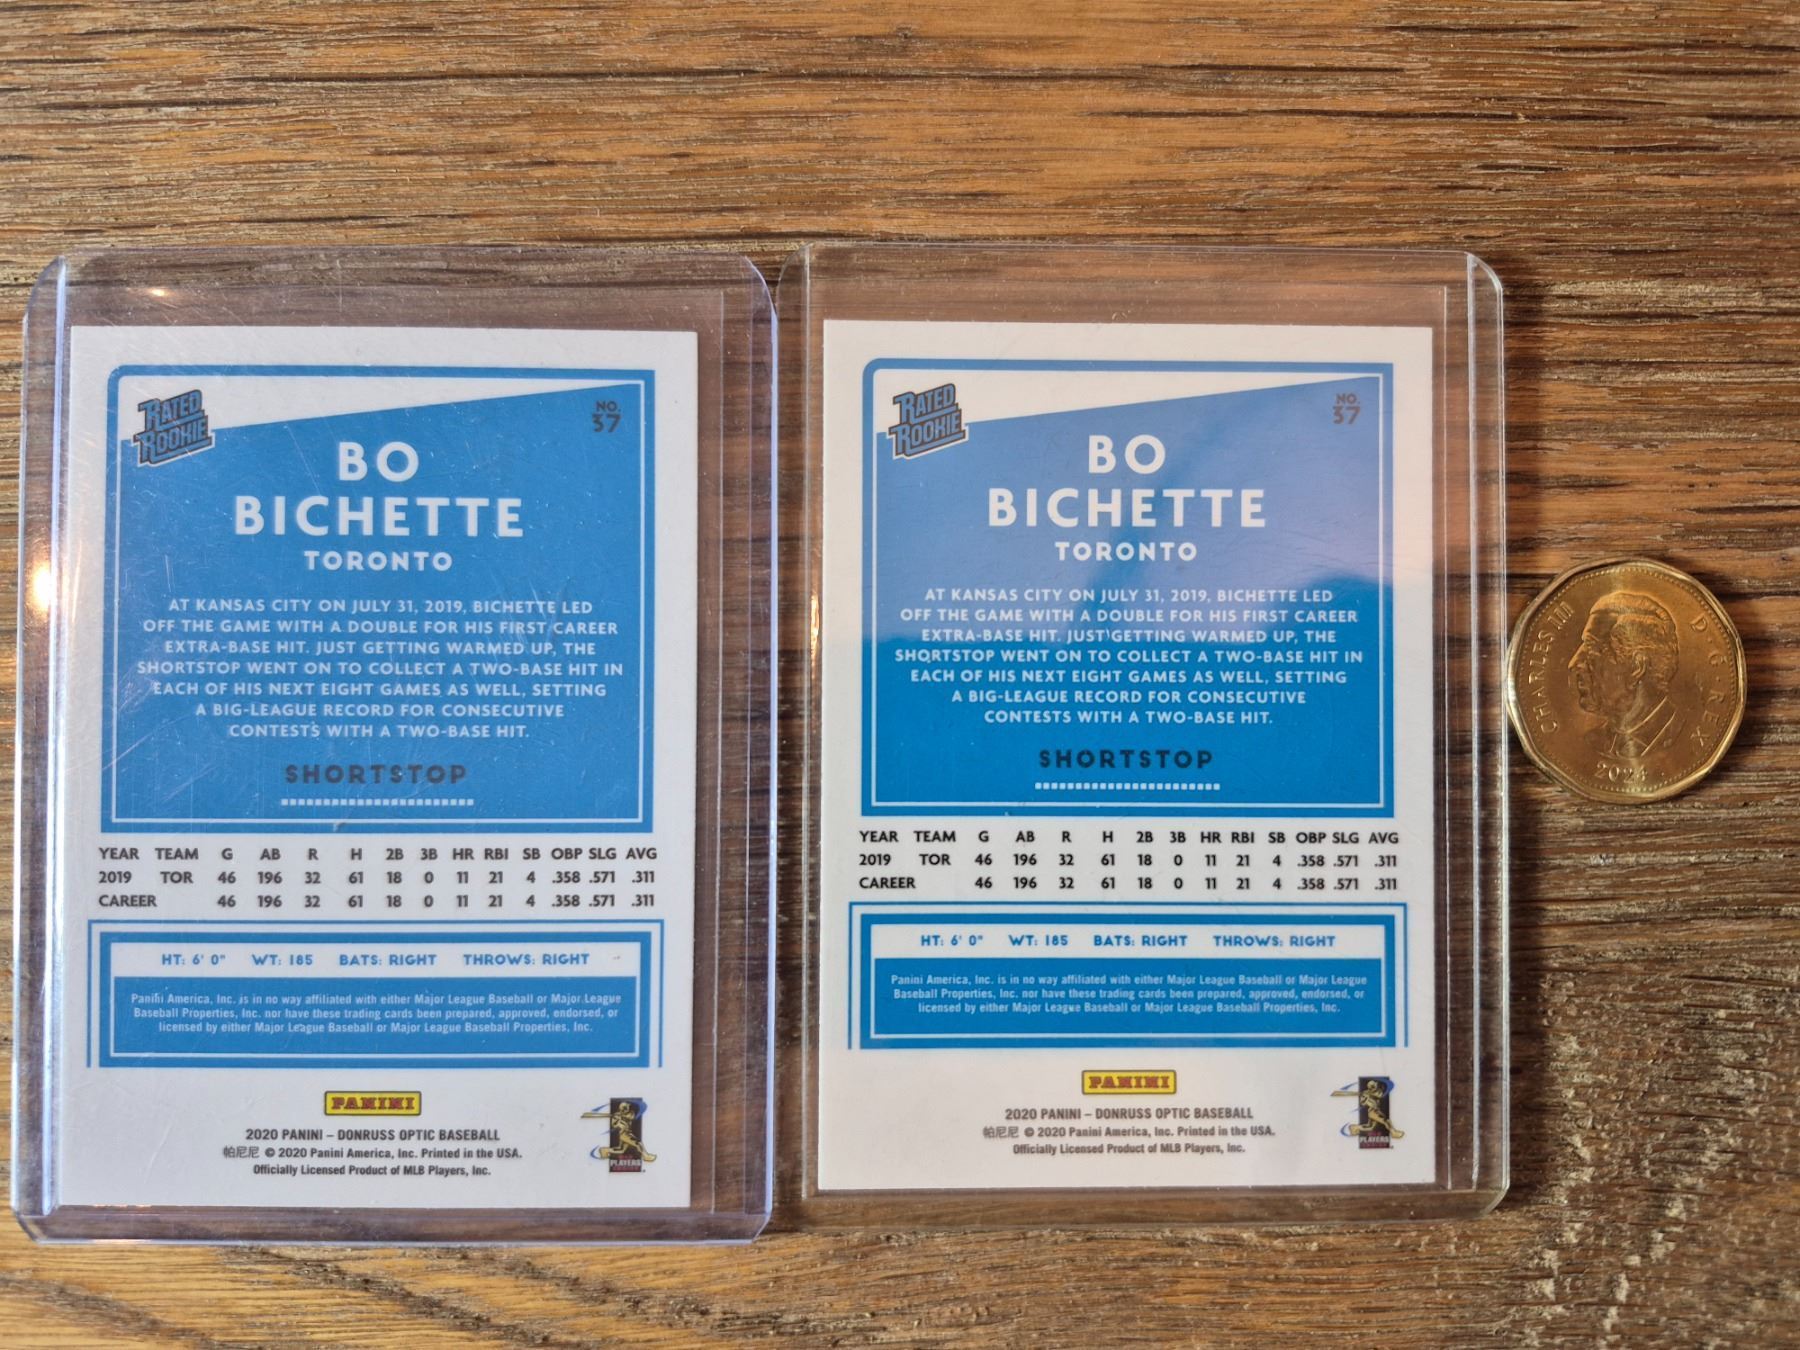 RATED
ROOKIE
NO.
37
BO
BICHETTE
TORONTO
AT KANSAS CITY ON JULY 31, 2019, BICHETTE LED
OFF THE GAME WITH A DOUBLE FOR HIS FIRST CAREER
EXTRA-BASE HIT. JUST GETTING WARMED UP, THE
SHORTSTOP WENT ON TO COLLECT A TWO-BASE HIT IN
EACH OF HIS NEXT EIGHT GAMES AS WELL, SETTING
A BIG-LEAGUE RECORD FOR CONSECUTIVE
CONTESTS WITH A TWO-BASE HIT.
SHORTSTOP
YEAR TEAM G AB R H 2B 3B HR RBI SB OBP SLG AVG
2019 TOR 46 196 32 61 18 0 11 21 4 .358 .571 .311
CAREER 46 196 32 61 18 0 11 21 4 .358 .571 .311
HT: 6' 0" WT: 185 BATS: RIGHT THROWS: RIGHT
Panini America, Inc. is in no way affiliated with either Major League Baseball or Major League
Baseball Properties, Inc. nor have these trading cards been prepared, approved, endorsed, or
licensed by either Major League Baseball or Major League Baseball Properties, Inc.
PANINI
2020 PANINI – DONRUSS OPTIC BASEBALL
帕尼尼 © 2020 Panini America, Inc. Printed in the USA.
Officially Licensed Product of MLB Players, Inc.
PLAYERS
RATED
ROOKIE
NO.
37
BO
BICHETTE
TORONTO
AT KANSAS CITY ON JULY 31, 2019, BICHETTE LED
OFF THE GAME WITH A DOUBLE FOR HIS FIRST CAREER
EXTRA-BASE HIT. JUST GETTING WARMED UP, THE
SHORTSTOP WENT ON TO COLLECT A TWO-BASE HIT IN
EACH OF HIS NEXT EIGHT GAMES AS WELL, SETTING
A BIG-LEAGUE RECORD FOR CONSECUTIVE
CONTESTS WITH A TWO-BASE HIT.
SHORTSTOP
YEAR TEAM G AB R H 2B 3B HR RBI SB OBP SLG AVG
2019 TOR 46 196 32 61 18 0 11 21 4 .358 .571 .311
CAREER 46 196 32 61 18 0 11 21 4 .358 .571 .311
HT: 6' 0" WT: 185 BATS: RIGHT THROWS: RIGHT
Panini America, Inc. is in no way affiliated with either Major League Baseball or Major League
Baseball Properties, Inc. nor have these trading cards been prepared, approved, endorsed, or
licensed by either Major League Baseball or Major League Baseball Properties, Inc.
PANINI
2020 PANINI – DONRUSS OPTIC BASEBALL
帕尼尼 © 2020 Panini America, Inc. Printed in the USA.
Officially Licensed Product of MLB Players, Inc.
PLAYERS
CHARLES III D·G·REX
2024